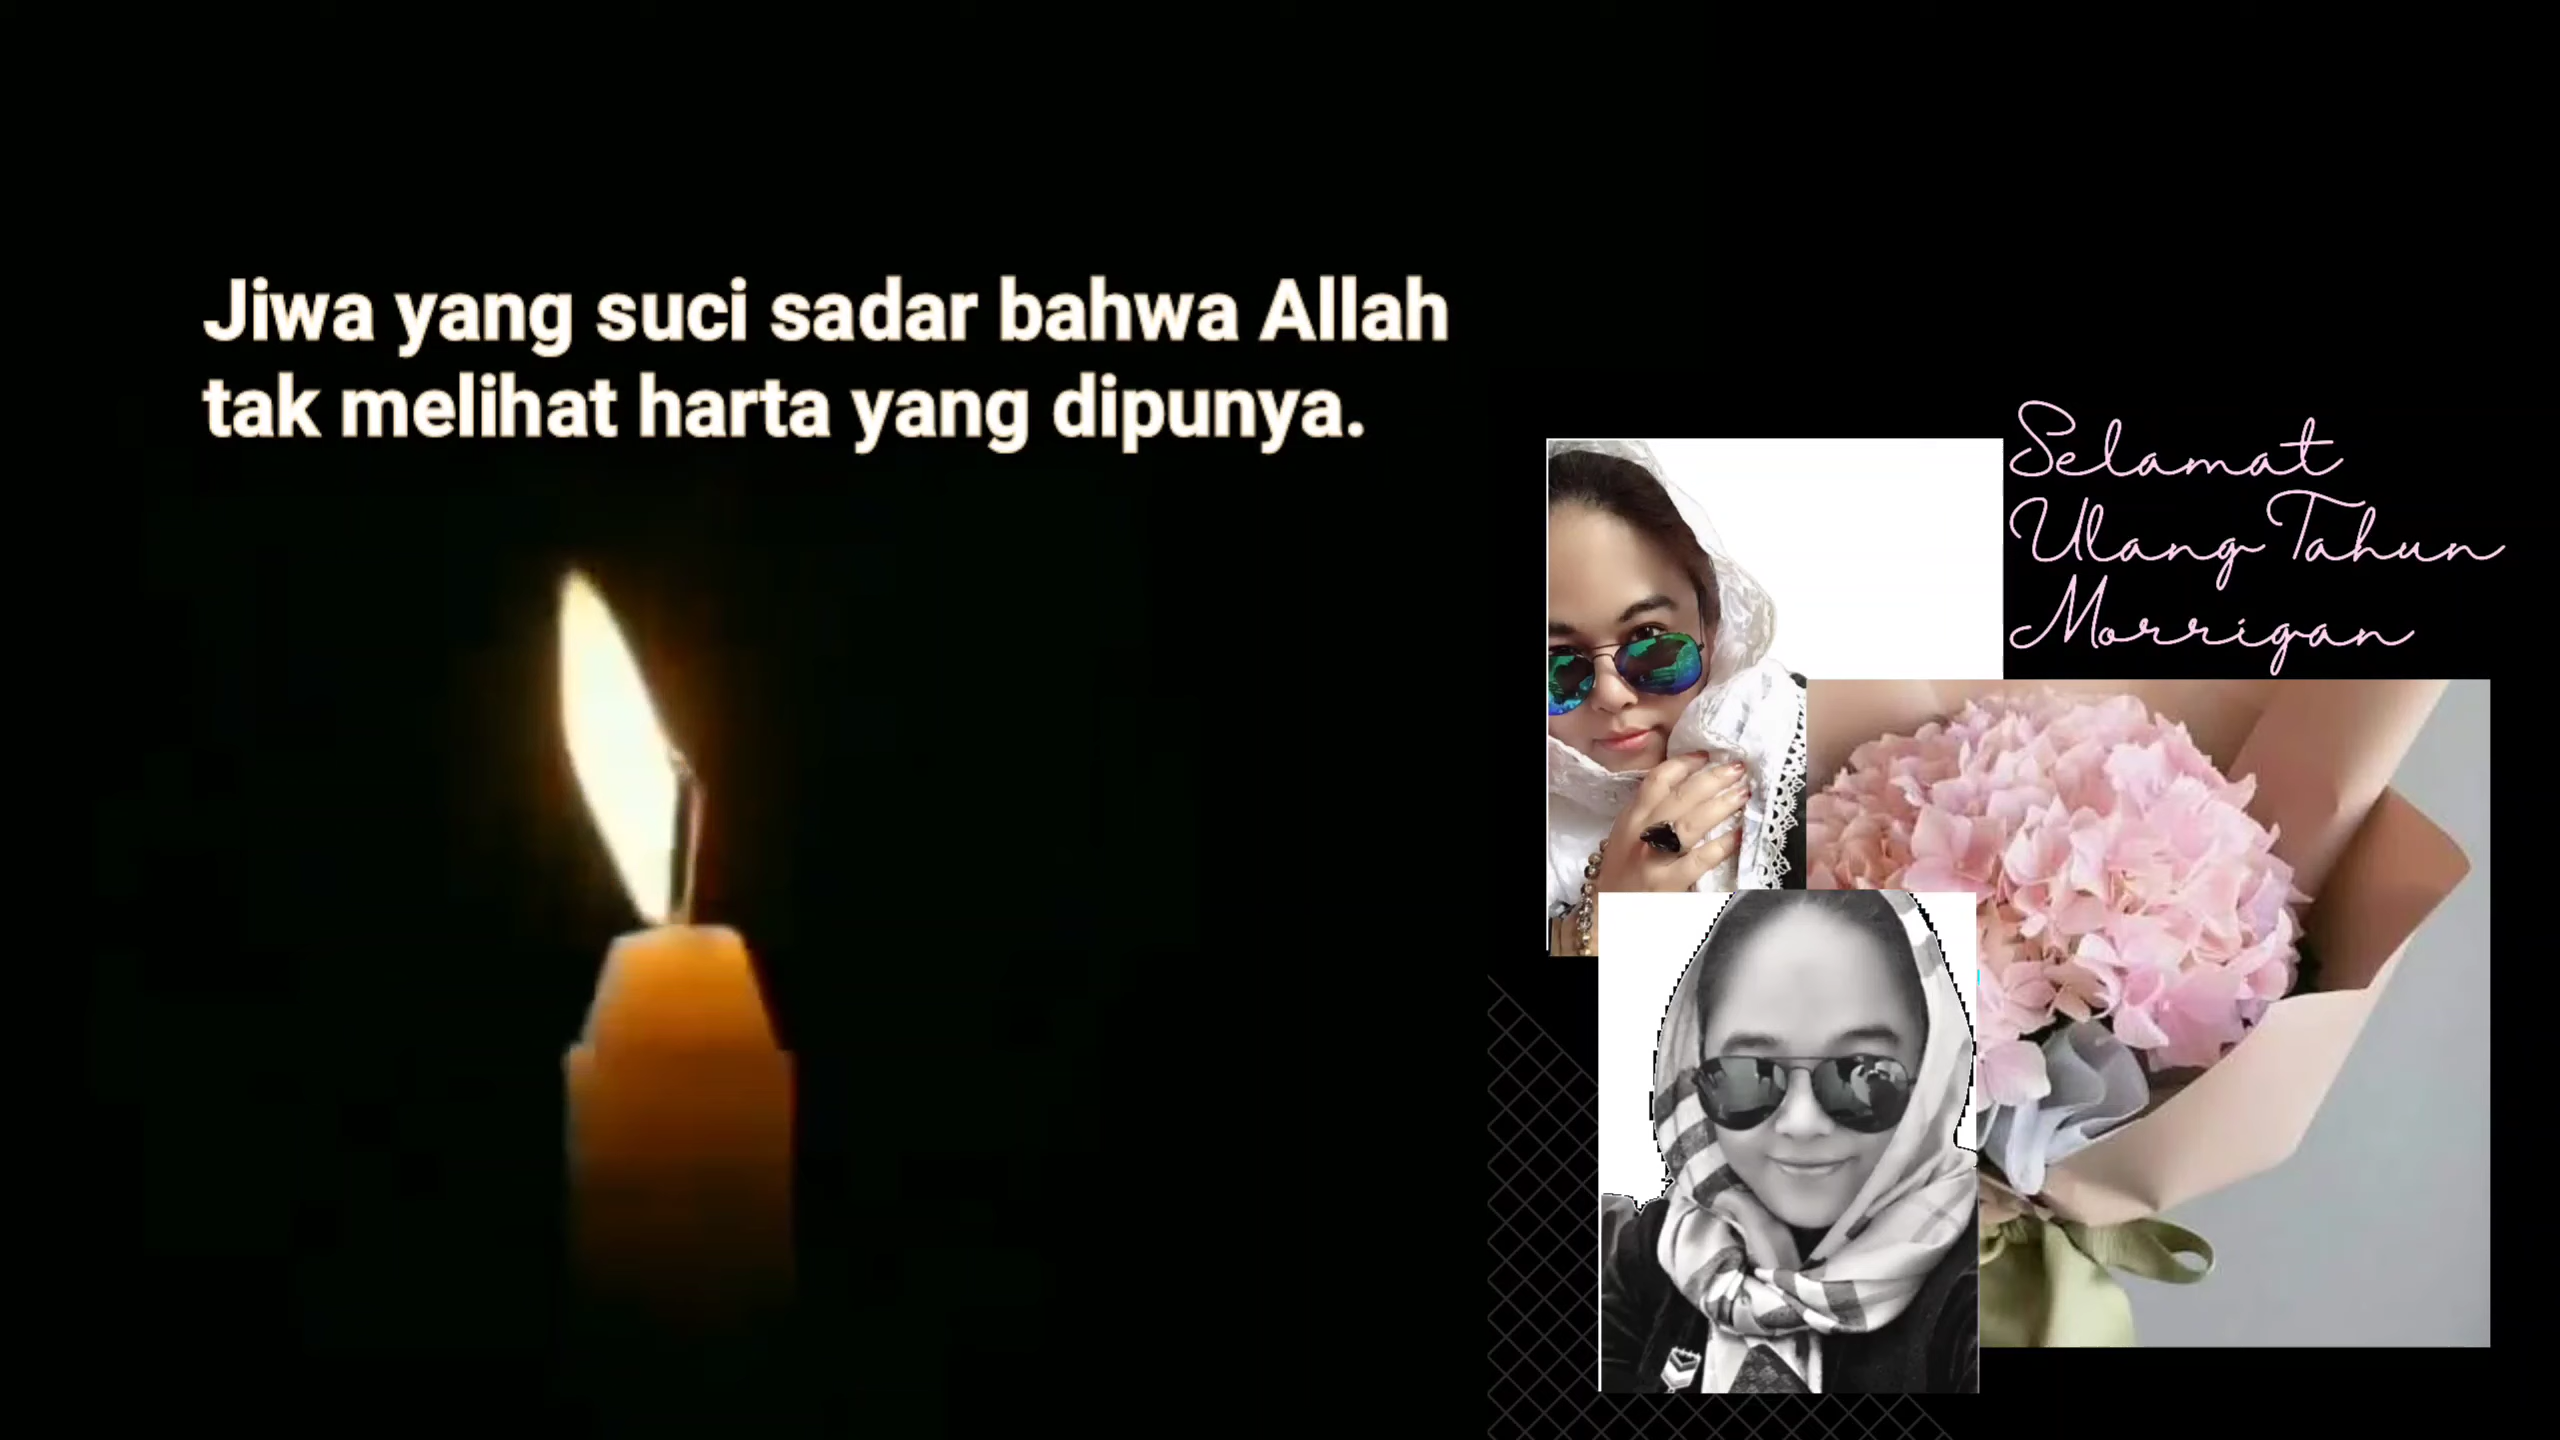 Jiwa yang suci sadar bahwa Allah
tak melihat harta yang dipunya.
Selamat
Ulang Tahun
Morrigan